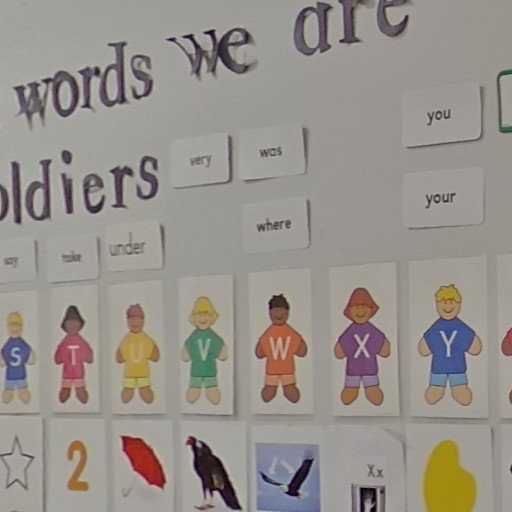 words we are
oldiers
very
was
you
where
your
say
take
under
S
T
U
V
W
X
Y
2
Xx